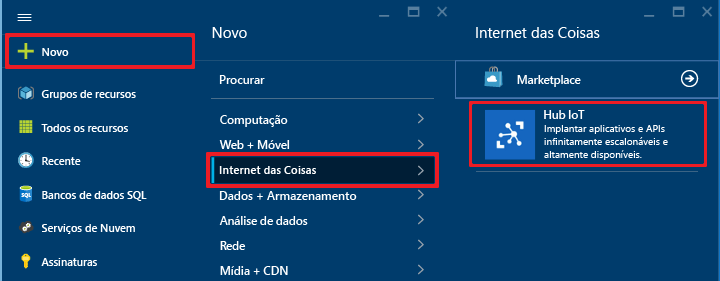 Novo
Grupos de recursos
Todos os recursos
Recente
Bancos de dados SQL
Serviços de Nuvem
Assinaturas
Novo
Procurar
Computação
Web + Móvel
Internet das Coisas
Dados + Armazenamento
Análise de dados
Rede
Mídia + CDN
Internet das Coisas
Marketplace
Hub IoT
Implantar aplicativos e APIs
infinitamente escalonáveis e
altamente disponíveis.